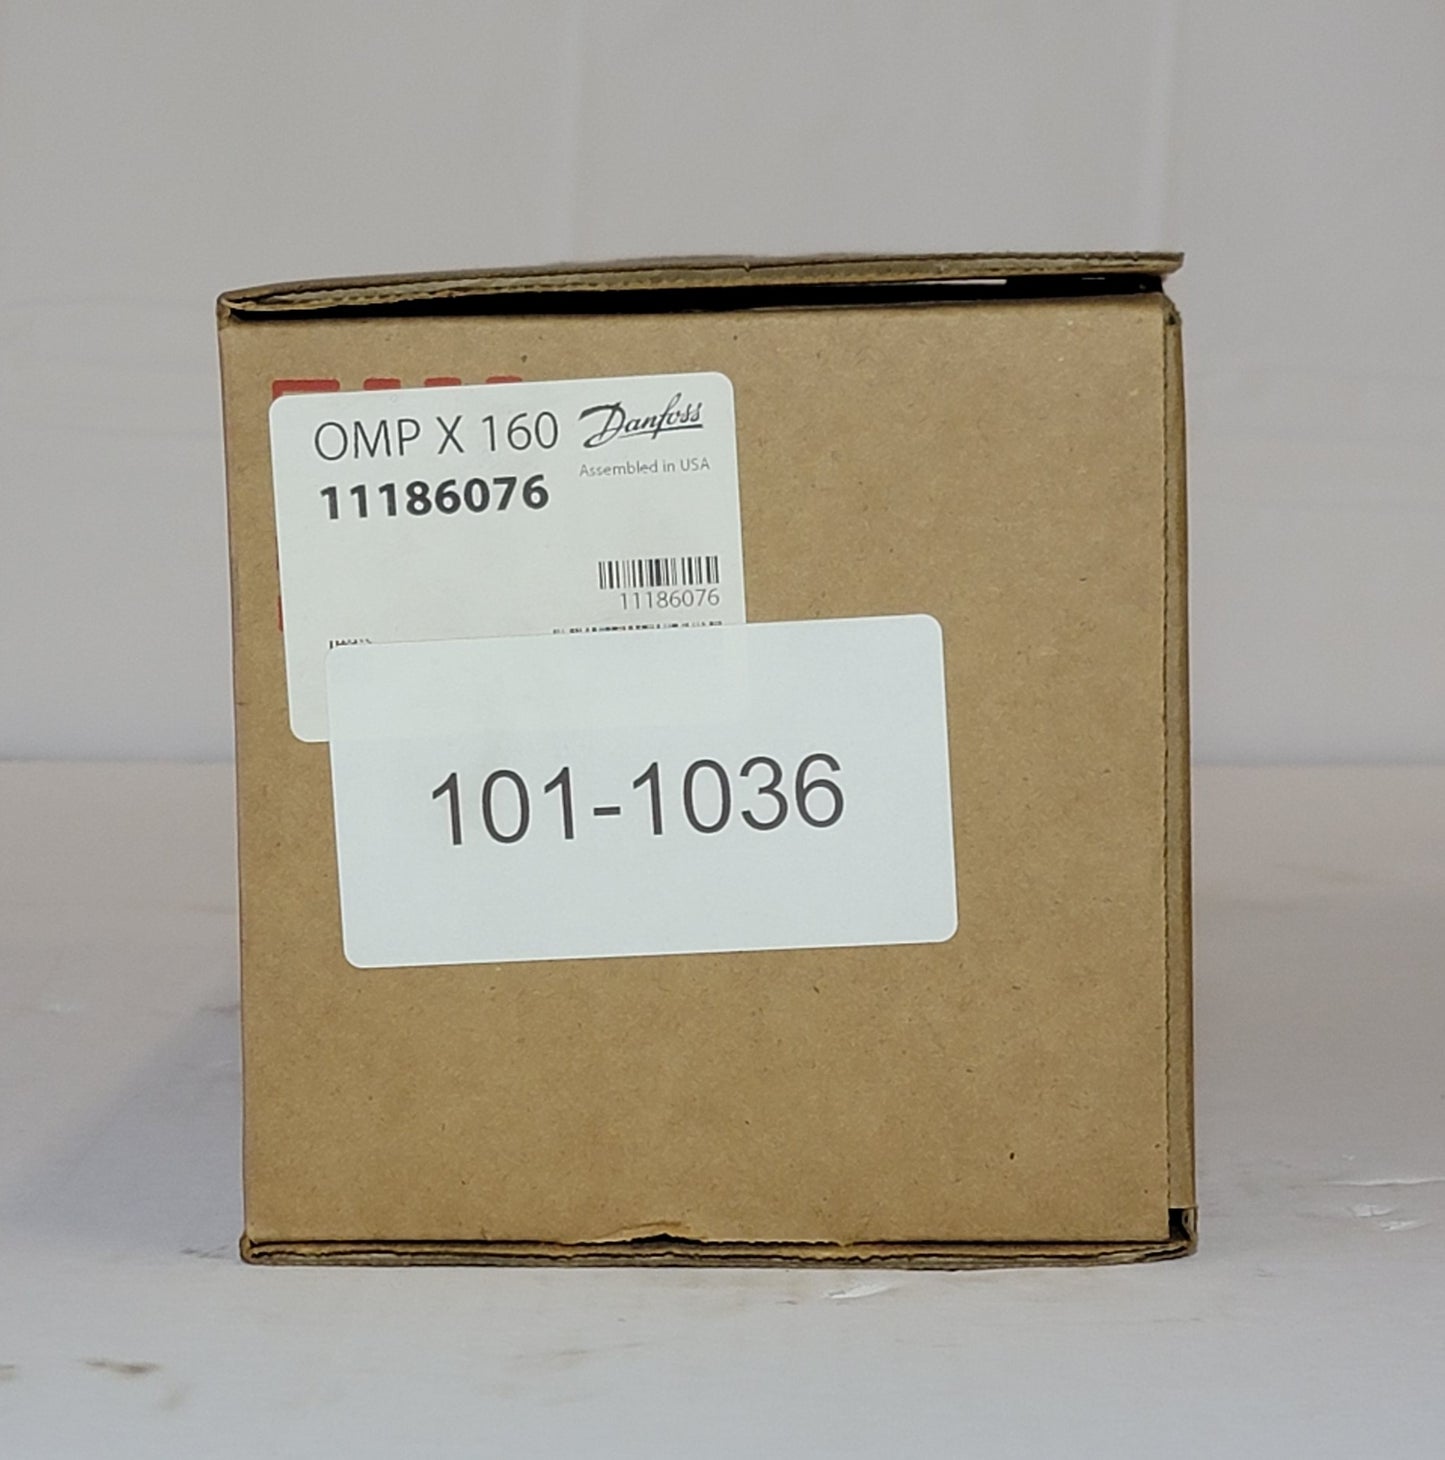 OMP X 160
Danfoss
Assembled in USA
11186076
11186076
101-1036